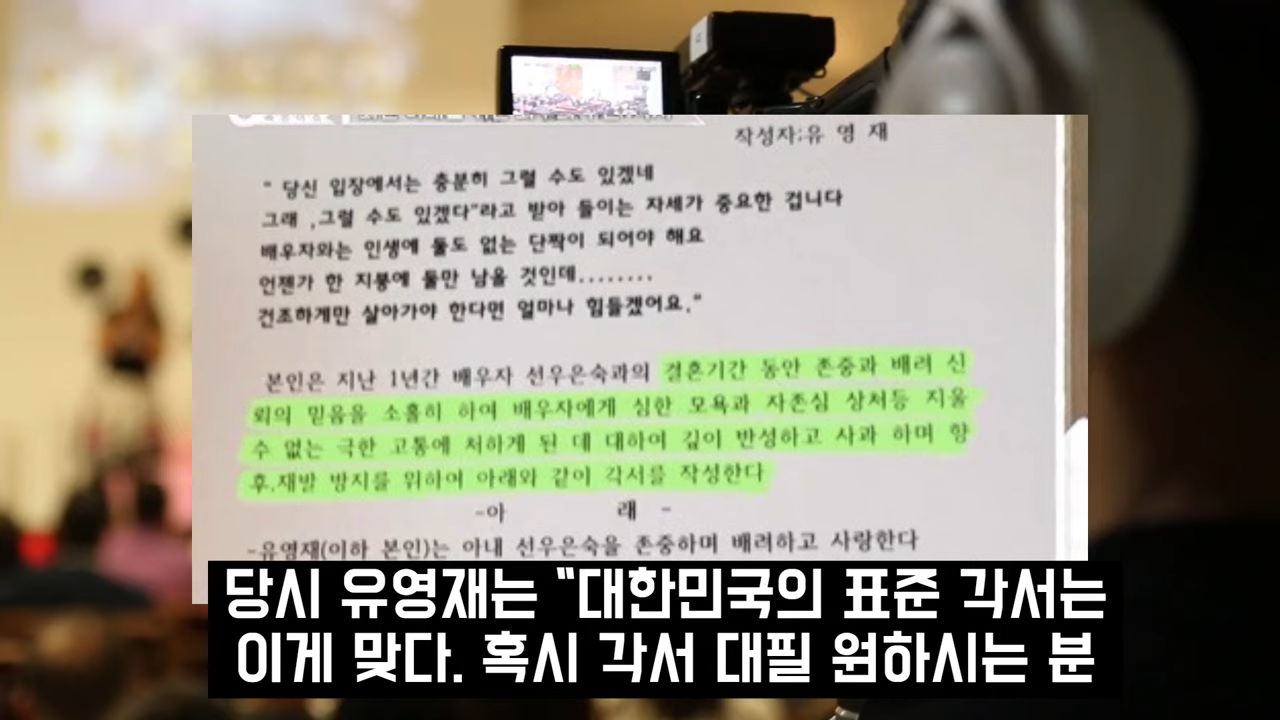 작성자;유 영 재
" 당신 입장에서는 충분히 그럴 수도 있겠네
그래 ,그럴 수도 있겠다"라고 받아 들이는 자세가 중요한 겁니다
배우자와는 인생에 둘도 없는 단짝이 되어야 해요
언젠가 한 지붕에 둘만 남을 것인데........
건조하게만 살아가야 한다면 얼마나 힘들겠어요."
본인은 지난 1년간 배우자 선우은숙과의 결혼기간 동안 존중과 배려 신
뢰의 믿음을 소홀히 하여 배우자에게 심한 모욕과 자존심 상처등 지울
수 없는 극한 고통에 처하게 된 데 대하여 깊이 반성하고 사과 하며 향
후.재발 방지를 위하여 아래와 같이 각서를 작성한다
-아 래 -
-유영재(이하 본인)는 아내 선우은숙을 존중하며 배려하고 사랑한다
당시 유영재는 “대한민국의 표준 각서는
이게 맞다. 혹시 각서 대필 원하시는 분